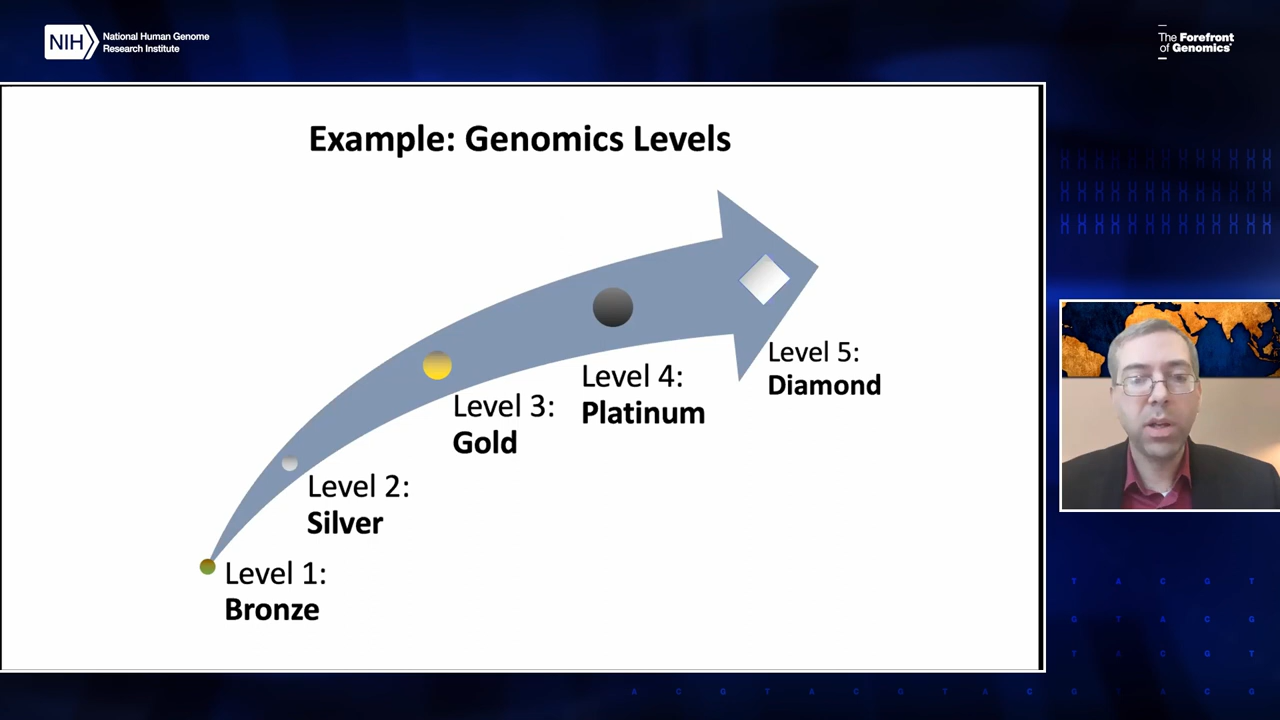 NIH
National Human Genome
Research Institute
The Forefront
of Genomics®
Example: Genomics Levels
Level 5:
Diamond
Level 4:
Platinum
Level 3:
Gold
Level 2:
Silver
Level 1:
Bronze
T A C G T
G T A C G
T A C G T
A C G T A C G T A C G T A C G